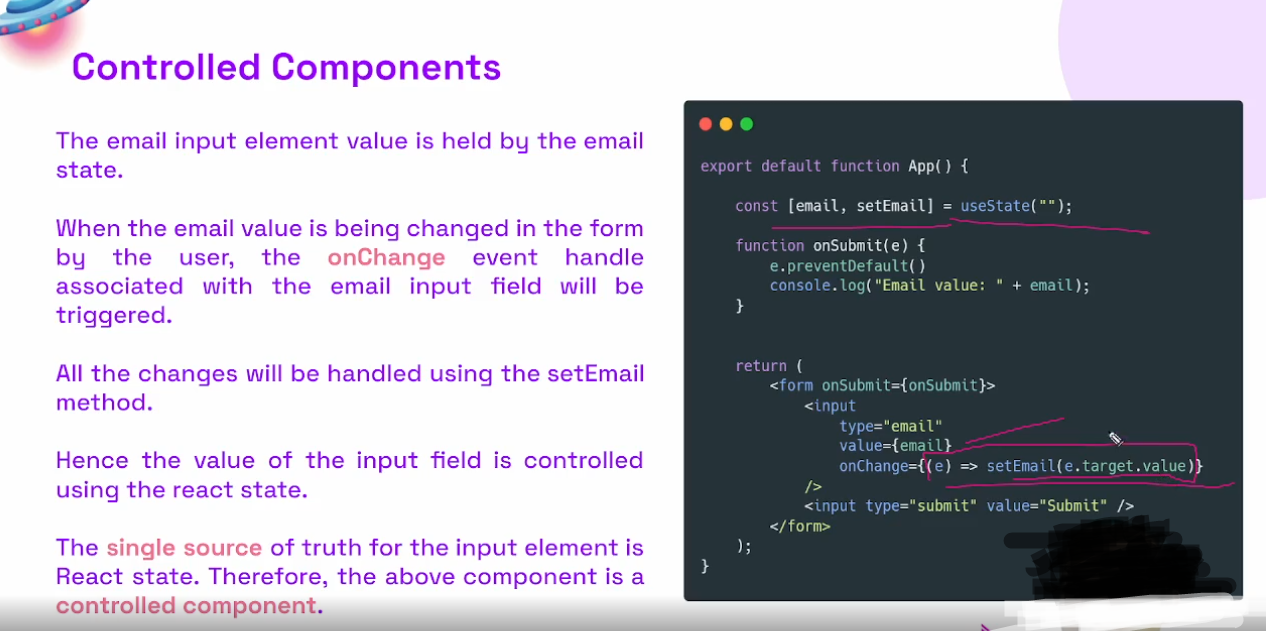 Controlled Components
The email input element value is held by the email
state.
When the email value is being changed in the form
by the user, the onChange event handle
associated with the email input field will be
triggered.
All the changes will be handled using the setEmail
method.
Hence the value of the input field is controlled
using the react state.
The single source of truth for the input element is
React state. Therefore, the above component is a
controlled component.
export default function App() {
const [email, setEmail] = useState("");
function onSubmit(e) {
e.preventDefault()
console.log("Email value: " + email);
}
return (
<form onSubmit={onSubmit}>
<input
type="email"
value={email}
onChange={(e) => setEmail(e.target.value)}
/>
<input type="submit" value="Submit" />
</form>
);
}